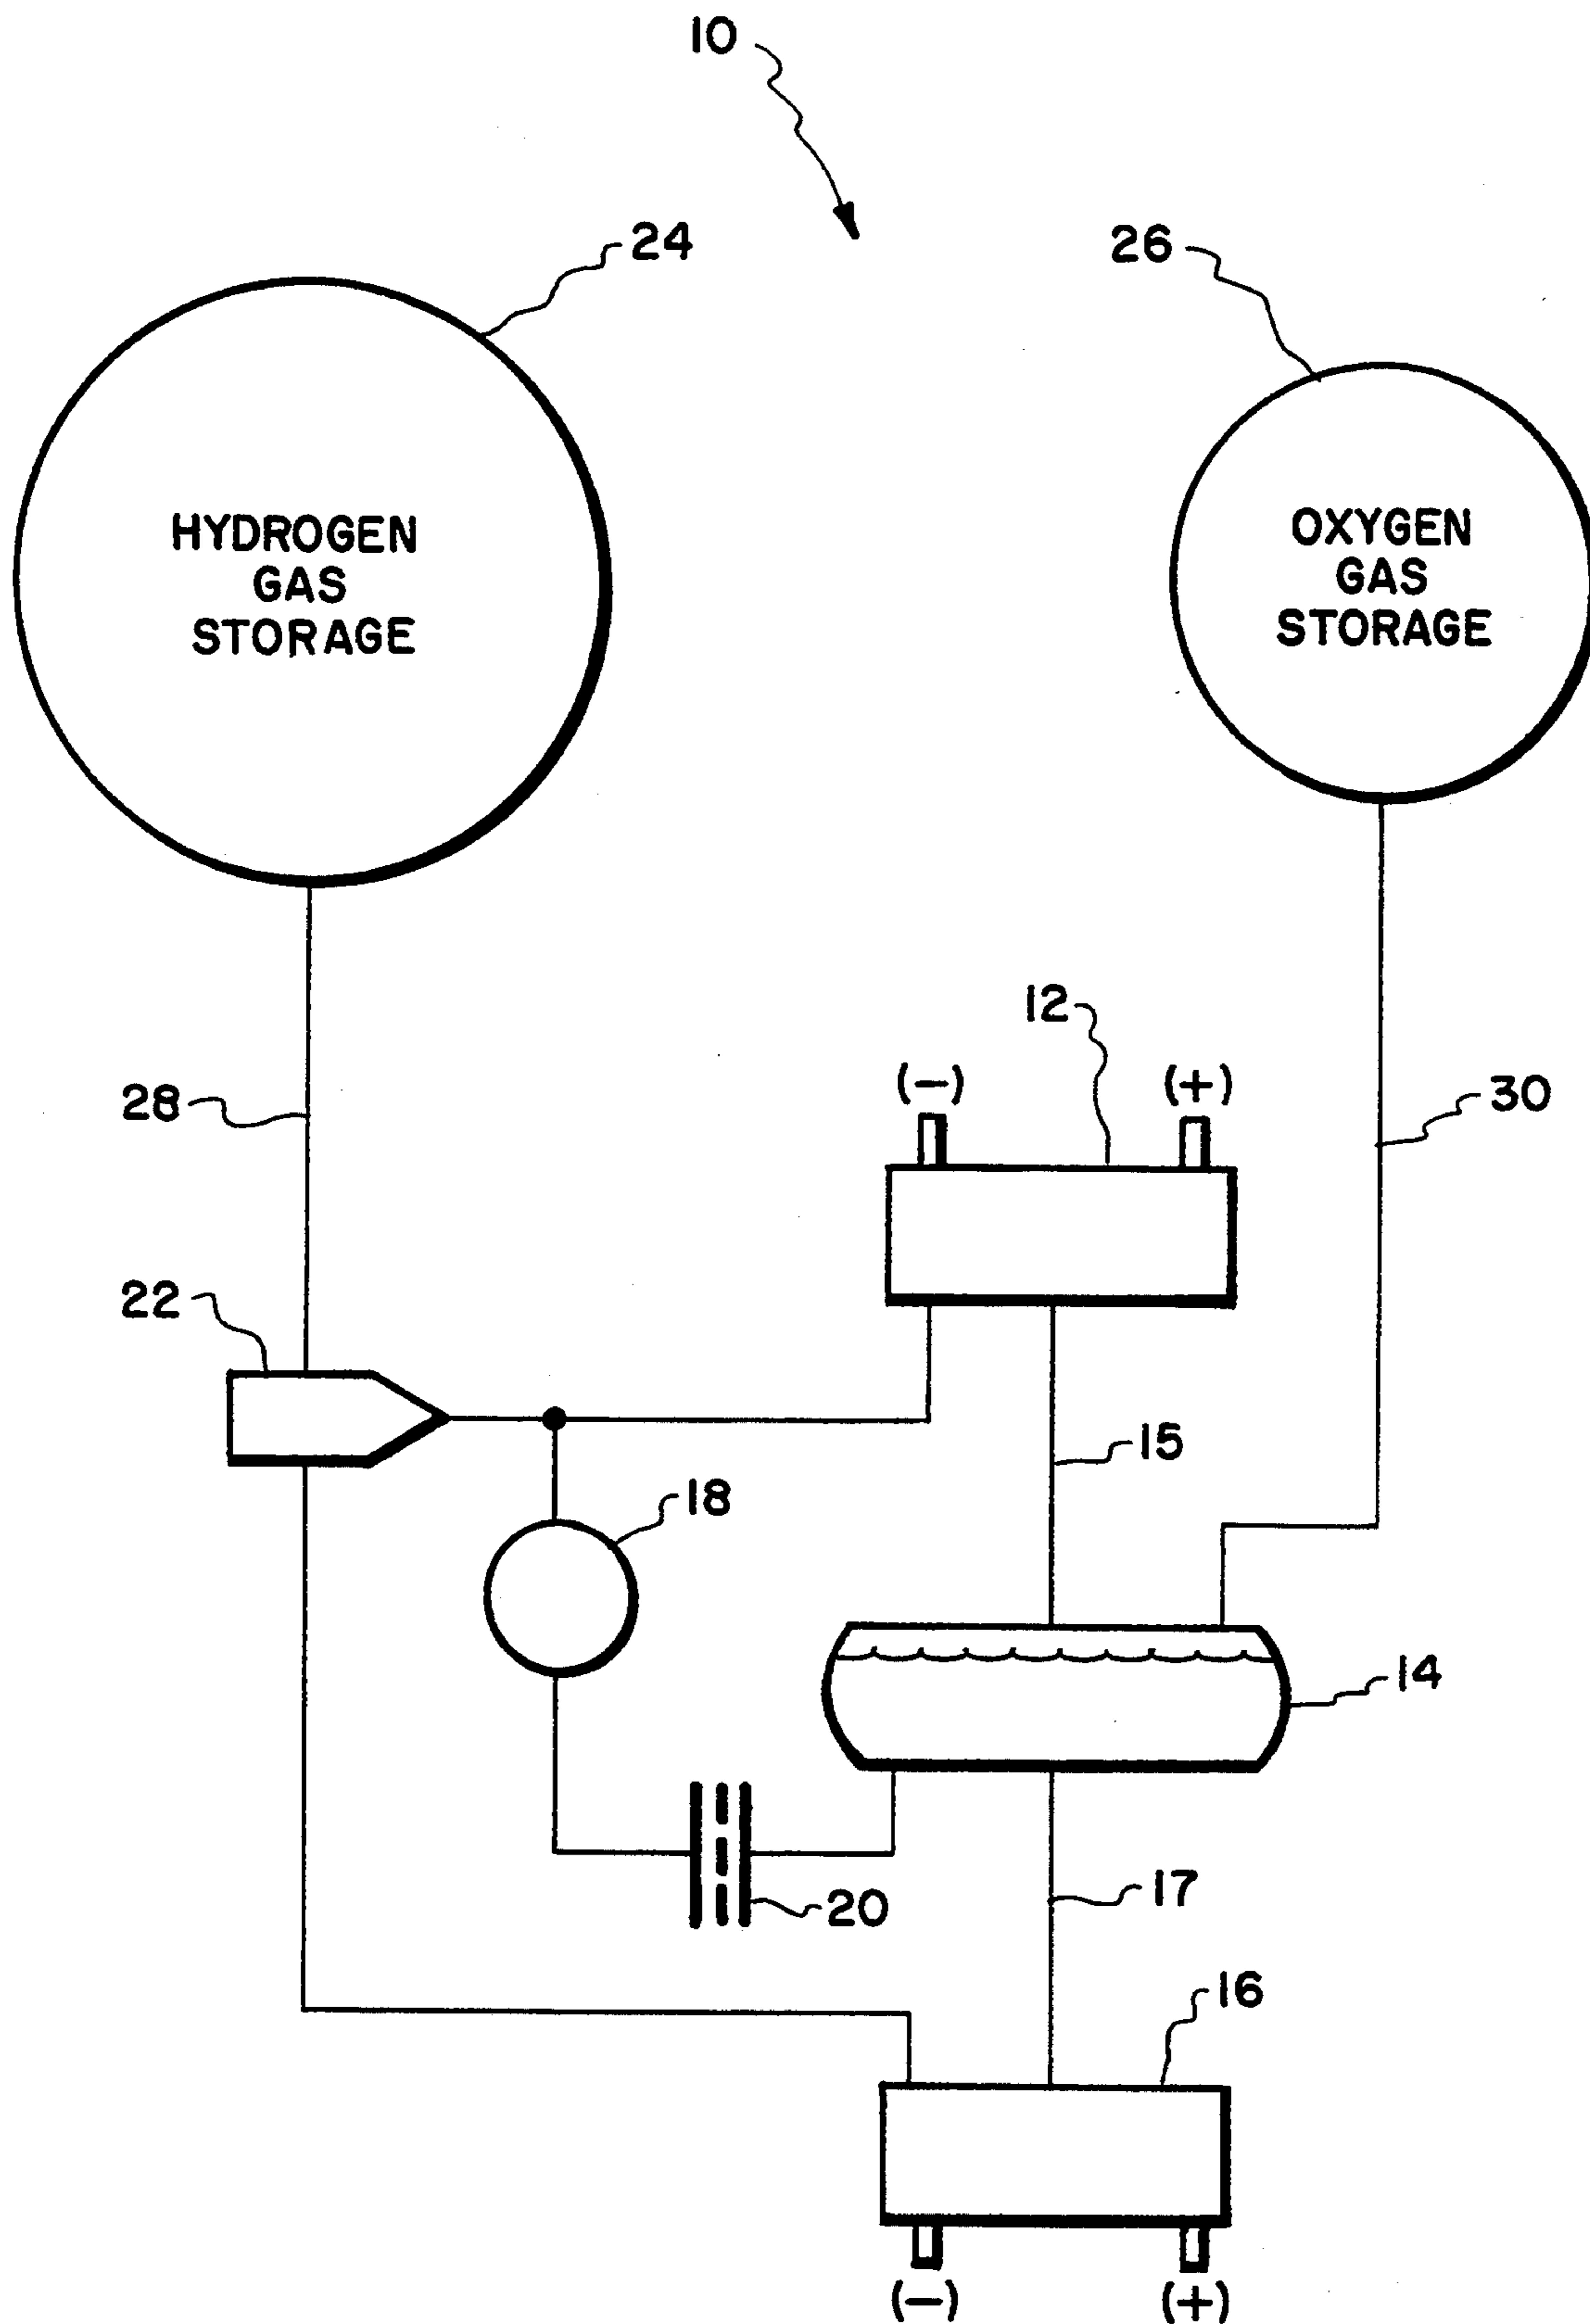 10
24
26
HYDROGEN
GAS
STORAGE
OXYGEN
GAS
STORAGE
12
(-) (+)
28
30
22
15
18
14
20
17
16
(-) (+)